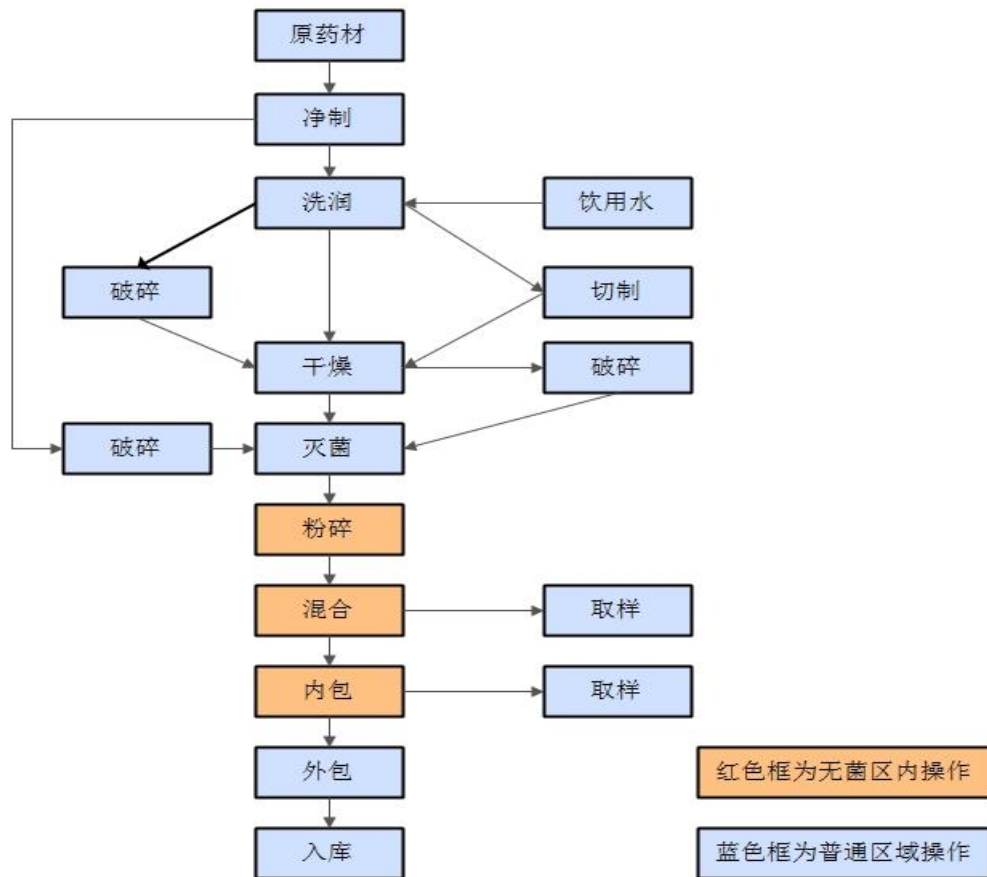 原药材
净制
洗润
饮用水
破碎
切制
干燥
破碎
破碎
灭菌
粉碎
混合
取样
内包
取样
外包
红色框为无菌区内操作
入库
蓝色框为普通区域操作